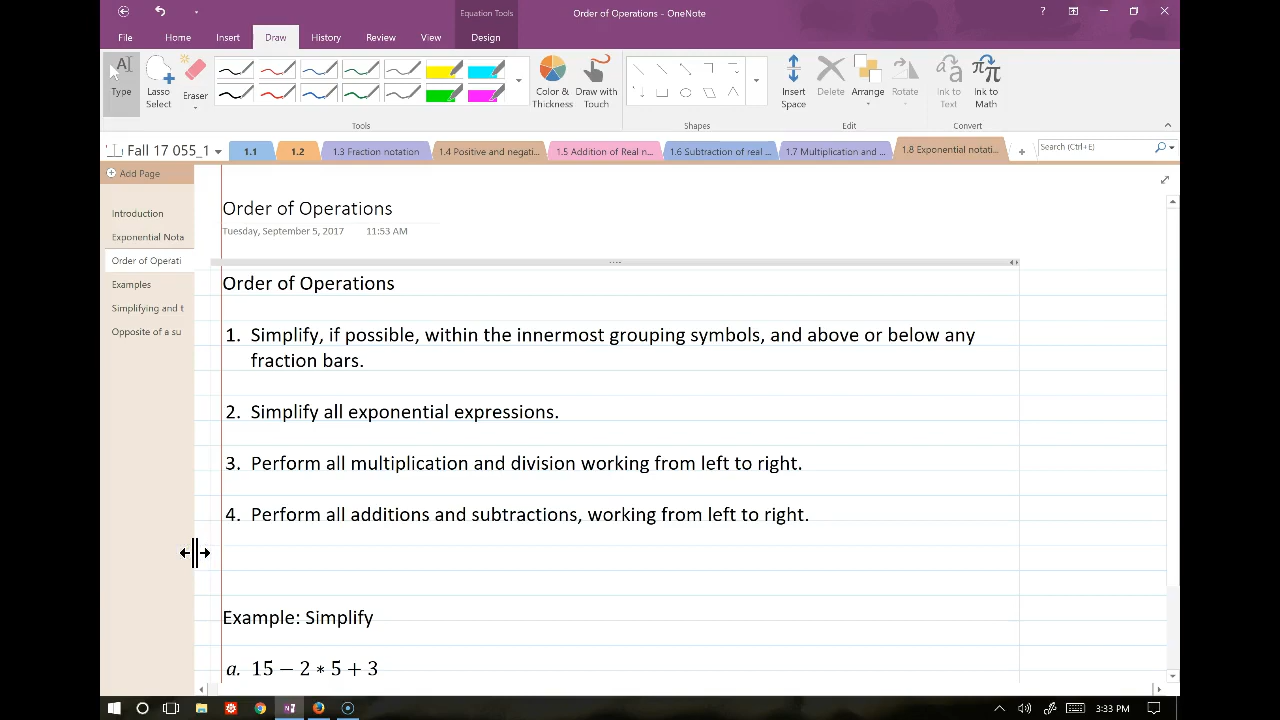 Equation Tools
Order of Operations - OneNote
?
File
Home
Insert
Draw
History
Review
View
Design
Type
Lasso Select
Eraser
Color & Thickness
Draw with Touch
Insert Space
Delete
Arrange
Rotate
Ink to Text
Ink to Math
Tools
Shapes
Edit
Convert
Fall 17 055_1
1.1
1.2
1.3 Fraction notation
1.4 Positive and negati...
1.5 Addition of Real n...
1.6 Subtraction of real ...
1.7 Multiplication and ...
1.8 Exponential notati...
Search (Ctrl+E)
Add Page
Introduction
Exponential Nota
Order of Operati
Examples
Simplifying and t
Opposite of a su
Order of Operations
Tuesday, September 5, 2017 11:53 AM
Order of Operations
1. Simplify, if possible, within the innermost grouping symbols, and above or below any
fraction bars.
2. Simplify all exponential expressions.
3. Perform all multiplication and division working from left to right.
4. Perform all additions and subtractions, working from left to right.
Example: Simplify
a. 15 − 2 ∗ 5 + 3
3:33 PM